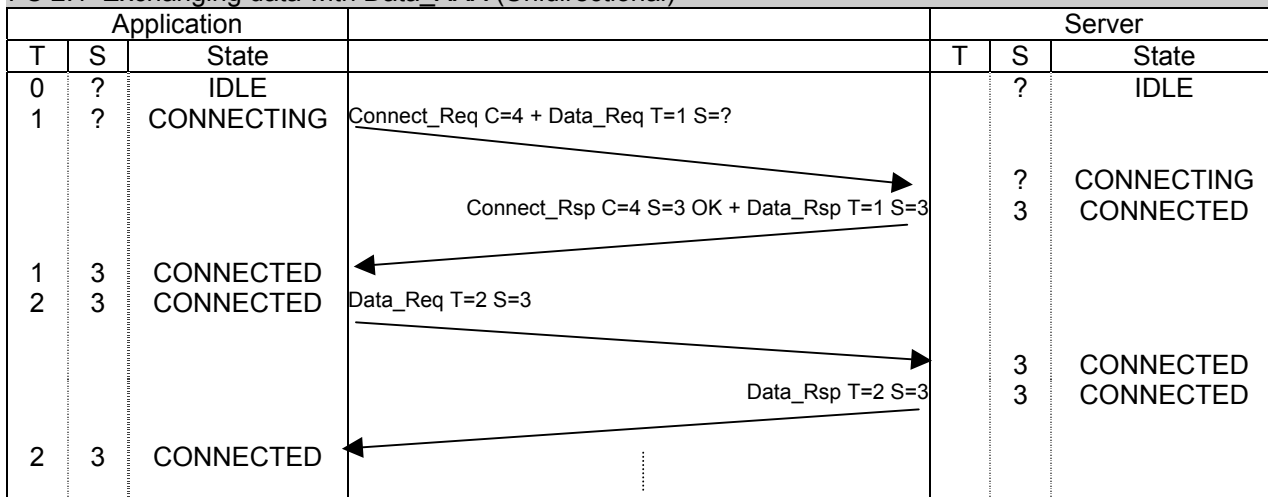 (Unidirectional)
Application Server
T S State T S State
0 ? IDLE ? IDLE
1 ? CONNECTING Connect_Req C=4 + Data_Req T=1 S=?
? CONNECTING
Connect_Rsp C=4 S=3 OK + Data_Rsp T=1 S=3 3 CONNECTED
1 3 CONNECTED
2 3 CONNECTED Data_Req T=2 S=3
3 CONNECTED
Data_Rsp T=2 S=3 3 CONNECTED
2 3 CONNECTED